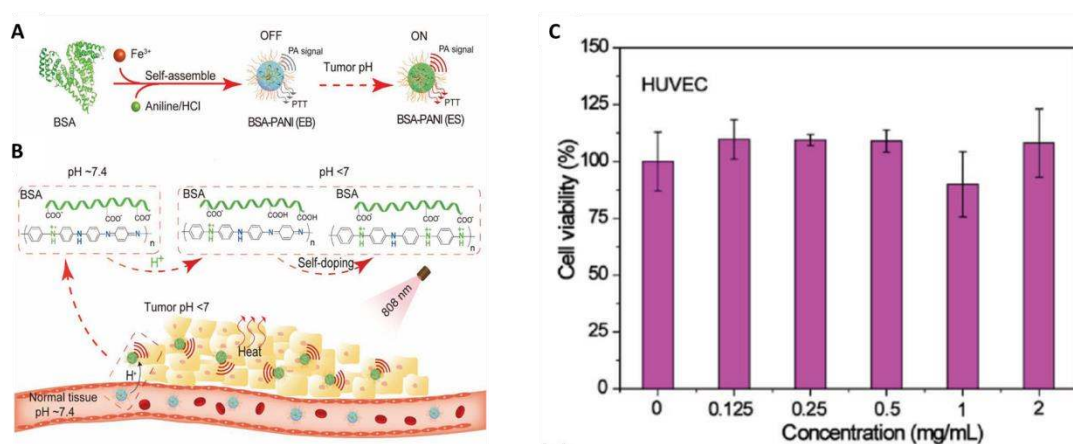 A
BSA
Fe³⁺
Self-assemble
Aniline/HCl
OFF
PA signal
PTT
BSA-PANI (EB)
Tumor pH
ON
PA signal
PTT
BSA-PANI (ES)
B
pH ~7.4
BSA
COO⁻
COO⁻ COO⁻
N
H
N
H
N
N
n
H⁺
pH <7
BSA
COO⁻
COOH
COOH
N
H
N
H
N
N
n
BSA
COO⁻
COO⁻ COO⁻
N
H
N
H
N
H
N
H
n
Self-doping
808 nm
Tumor pH <7
Heat
H⁺
Normal tissue
pH ~7.4
C
HUVEC
Cell viability (%)
150
125
100
75
50
25
0
0 0.125 0.25 0.5 1 2
Concentration (mg/mL)